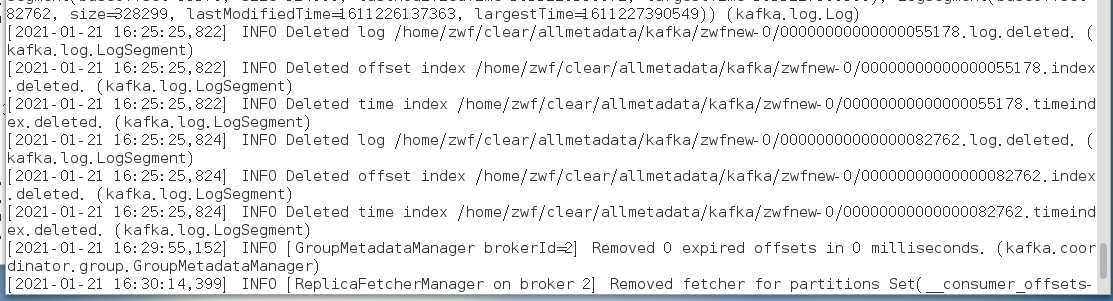 82762, size=328299, lastModifiedTime=1611226137363, largestTime=1611227390549)) (kafka.log.Log)
[2021-01-21 16:25:25,822] INFO Deleted log /home/zwf/clear/allmetadata/kafka/zwfnew-0/00000000000000055178.log.deleted. (
kafka.log.LogSegment)
[2021-01-21 16:25:25,822] INFO Deleted offset index /home/zwf/clear/allmetadata/kafka/zwfnew-0/00000000000000055178.index
.deleted. (kafka.log.LogSegment)
[2021-01-21 16:25:25,822] INFO Deleted time index /home/zwf/clear/allmetadata/kafka/zwfnew-0/00000000000000055178.timeind
ex.deleted. (kafka.log.LogSegment)
[2021-01-21 16:25:25,824] INFO Deleted log /home/zwf/clear/allmetadata/kafka/zwfnew-0/00000000000000082762.log.deleted. (
kafka.log.LogSegment)
[2021-01-21 16:25:25,824] INFO Deleted offset index /home/zwf/clear/allmetadata/kafka/zwfnew-0/00000000000000082762.index
.deleted. (kafka.log.LogSegment)
[2021-01-21 16:25:25,824] INFO Deleted time index /home/zwf/clear/allmetadata/kafka/zwfnew-0/00000000000000082762.timeind
ex.deleted. (kafka.log.LogSegment)
[2021-01-21 16:29:55,152] INFO [GroupMetadataManager brokerId=2] Removed 0 expired offsets in 0 milliseconds. (kafka.coor
dinator.group.GroupMetadataManager)
[2021-01-21 16:30:14,399] INFO [ReplicaFetcherManager on broker 2] Removed fetcher for partitions Set(__consumer_offsets-